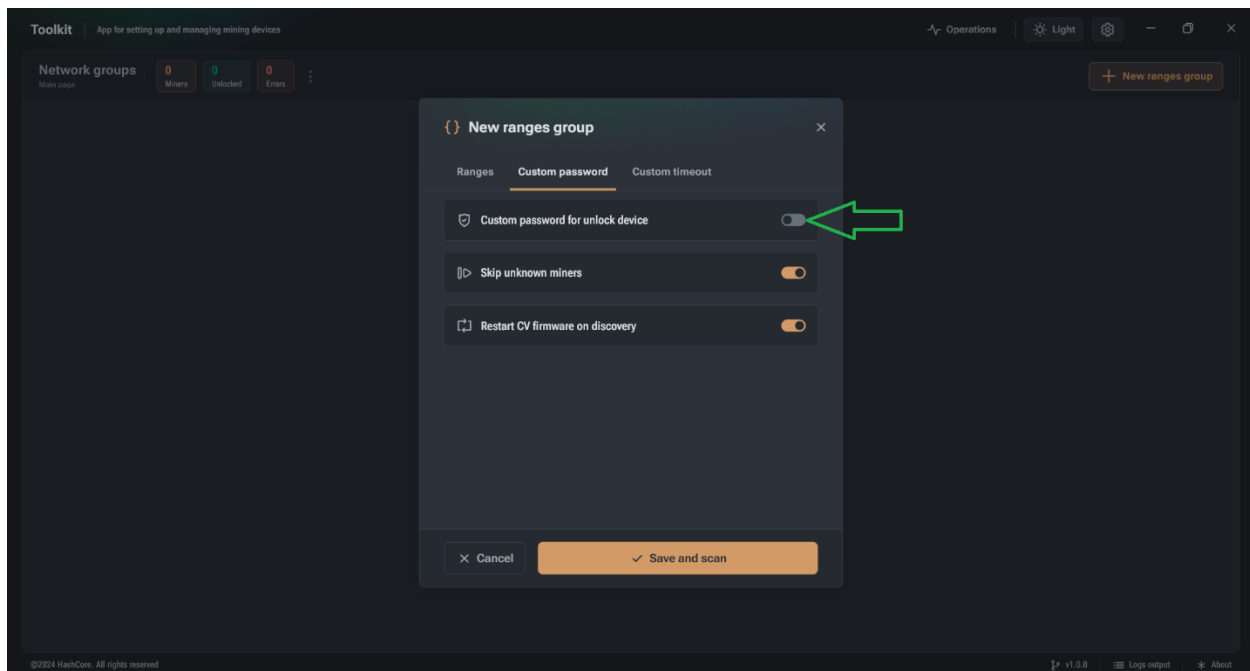 Toolkit App for setting up and managing mining devices Operations Light
Network groups 0 0 0 New ranges group
Main page Miners Unlocked Errors
{} New ranges group
Ranges Custom password Custom timeout
Custom password for unlock device
Skip unknown miners
Restart CV firmware on discovery
Cancel Save and scan
©2024 HashCore. All rights reserved v1.0.0 Logs output About